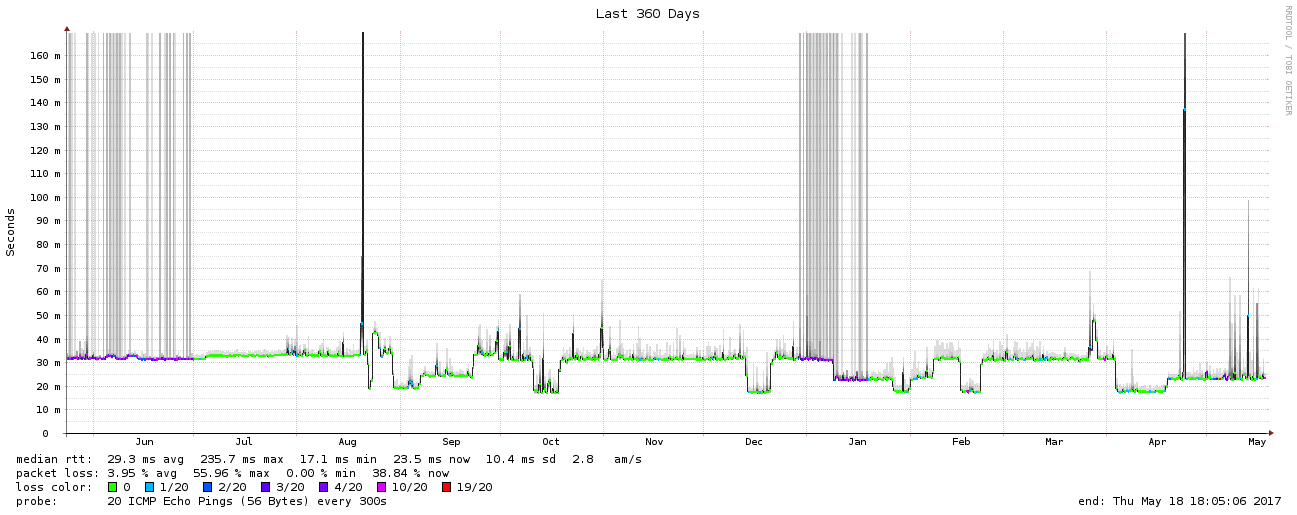 Last 360 Days
RRDTOOL / TOBI OETIKER
Seconds
160 m
150 m
140 m
130 m
120 m
110 m
100 m
90 m
80 m
70 m
60 m
50 m
40 m
30 m
20 m
10 m
0
Jun Jul Aug Sep Oct Nov Dec Jan Feb Mar Apr May
median rtt: 29.3 ms avg 235.7 ms max 17.1 ms min 23.5 ms now 10.4 ms sd 2.8 am/s
packet loss: 3.95 % avg 55.96 % max 0.00 % min 38.84 % now
loss color: 0 1/20 2/20 3/20 4/20 10/20 19/20
probe: 20 ICMP Echo Pings (56 Bytes) every 300s
end: Thu May 18 18:05:06 2017